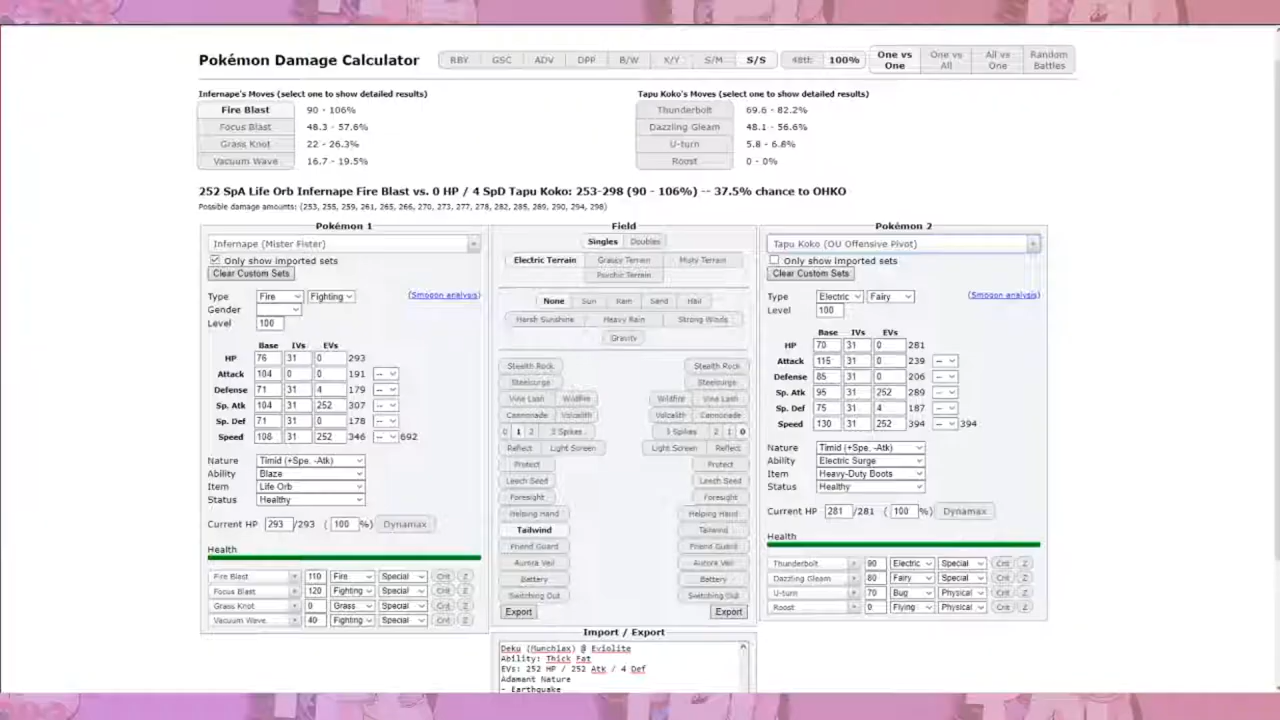 Pokémon Damage Calculator
RBY GSC ADV DPP B/W X/Y S/M S/S 48th 100% One vs One One vs All All vs One Random Battles
Infernape's Moves (select one to show detailed results)
Fire Blast 90 - 106%
Focus Blast 48.3 - 57.6%
Grass Knot 22 - 26.3%
Vacuum Wave 16.7 - 19.5%
Tapu Koko's Moves (select one to show detailed results)
Thunderbolt 69.6 - 82.2%
Dazzling Gleam 48.1 - 56.6%
U-turn 5.8 - 6.8%
Roost 0 - 0%
252 SpA Life Orb Infernape Fire Blast vs. 0 HP / 4 SpD Tapu Koko: 253-298 (90 - 106%) -- 37.5% chance to OHKO
Possible damage amounts: (253, 255, 259, 261, 265, 266, 270, 273, 277, 278, 282, 285, 289, 290, 294, 298)
Pokémon 1
Infernape (Mister Fister)
Only show imported sets
Clear Custom Sets
Type Fire Fighting (Smogon analysis)
Gender
Level 100
Base IVs EVs
HP 76 31 0 293
Attack 104 0 0 191 --
Defense 71 31 4 179 --
Sp. Atk 104 31 252 307 --
Sp. Def 71 31 0 178 --
Speed 108 31 252 346 -- 692
Nature Timid (+Spe, -Atk)
Ability Blaze
Item Life Orb
Status Healthy
Current HP 293 /293 ( 100 %) Dynamax
Health
Fire Blast 110 Fire Special Crit Z
Focus Blast 120 Fighting Special Crit Z
Grass Knot 0 Grass Special Crit Z
Vacuum Wave 40 Fighting Special Crit Z
Field
Singles Doubles
Electric Terrain Grassy Terrain Misty Terrain
Psychic Terrain
None Sun Rain Sand Hail
Harsh Sunshine Heavy Rain Strong Winds
Gravity
Stealth Rock Stealth Rock
Steelsurge Steelsurge
Vine Lash Wildfire Wildfire Vine Lash
Cannonade Volcalith Volcalith Cannonade
0 1 2 3 Spikes 3 Spikes 2 1 0
Reflect Light Screen Light Screen Reflect
Protect Protect
Leech Seed Leech Seed
Foresight Foresight
Helping Hand Helping Hand
Tailwind Tailwind
Friend Guard Friend Guard
Aurora Veil Aurora Veil
Battery Battery
Switching Out Switching Out
Export Export
Pokémon 2
Tapu Koko (OU Offensive Pivot)
Only show imported sets
Clear Custom Sets
Type Electric Fairy (Smogon analysis)
Level 100
Base IVs EVs
HP 70 31 0 281
Attack 115 31 0 239 --
Defense 85 31 0 206 --
Sp. Atk 95 31 252 289 --
Sp. Def 75 31 4 187 --
Speed 130 31 252 394 -- 394
Nature Timid (+Spe, -Atk)
Ability Electric Surge
Item Heavy-Duty Boots
Status Healthy
Current HP 281 /281 ( 100 %) Dynamax
Health
Thunderbolt 90 Electric Special Crit Z
Dazzling Gleam 80 Fairy Special Crit Z
U-turn 70 Bug Physical Crit Z
Roost 0 Flying Physical Crit Z
Import / Export
Deku (Munchlax) @ Eviolite
Ability: Thick Fat
EVs: 252 HP / 252 Atk / 4 Def
Adamant Nature
- Earthquake